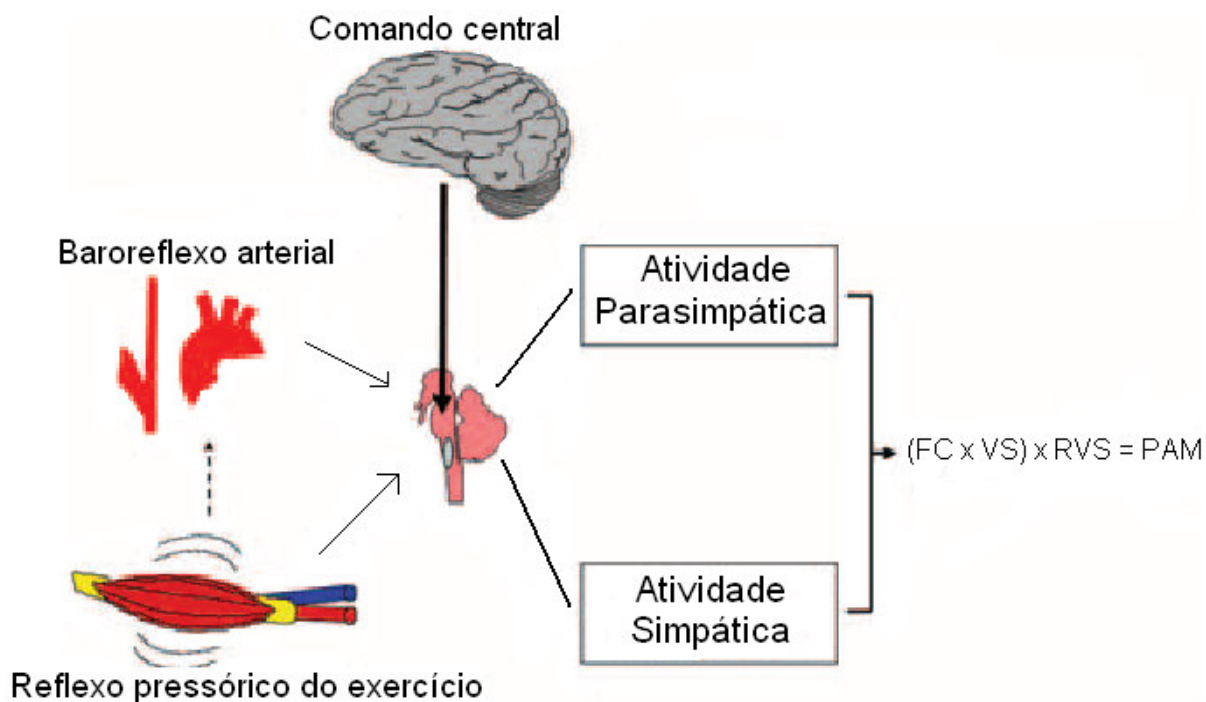 Comando central
Baroreflexo arterial
Atividade
Parasimpática
(FC x VS) x RVS = PAM
Atividade
Simpática
Reflexo pressórico do exercício